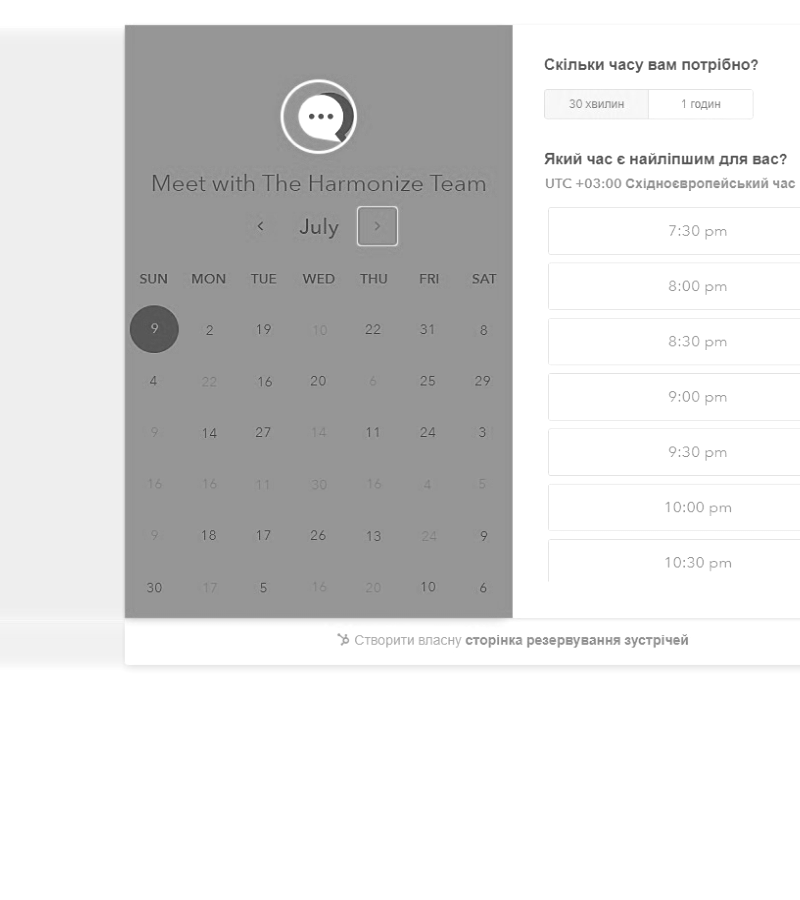 Meet with The Harmonize Team
July
SUN MON TUE WED THU FRI SAT
9 2 19 10 22 31 8
4 22 16 20 6 25 29
9 14 27 14 11 24 3
16 16 11 30 16 4 5
9 18 17 26 13 24 9
30 17 5 16 20 10 6
Скільки часу вам потрібно?
30 хвилин 1 годин
Який час є найліпшим для вас?
UTC +03:00 Східноєвропейський час
7:30 pm
8:00 pm
8:30 pm
9:00 pm
9:30 pm
10:00 pm
10:30 pm
Створити власну сторінка резервування зустрічей